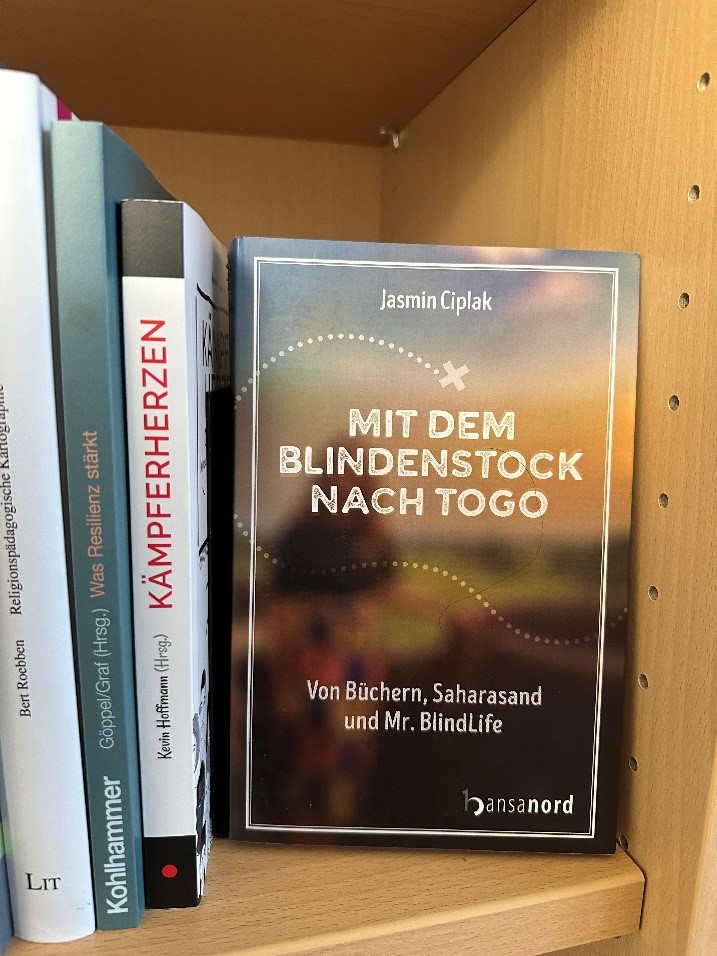 Bert Roebben Religionspädagogische Kartographie
LIT
Göppel/Graf (Hrsg.) Was Resilienz stärkt
Kohlhammer
Kevin Hoffmann (Hrsg.) KÄMPFERHERZEN
Jasmin Ciplak
MIT DEM
BLINDENSTOCK
NACH TOGO
Von Büchern, Saharasand
und Mr. BlindLife
hansanord